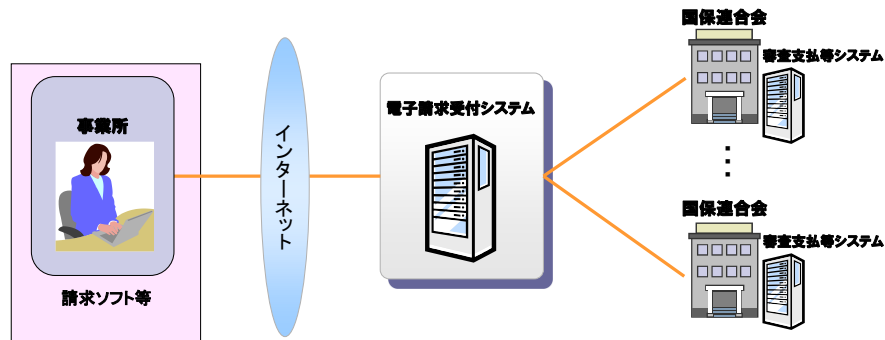 事業所
請求ソフト等
インターネット
電子請求受付システム
国保連合会
審査支払等システム
国保連合会
審査支払等システム